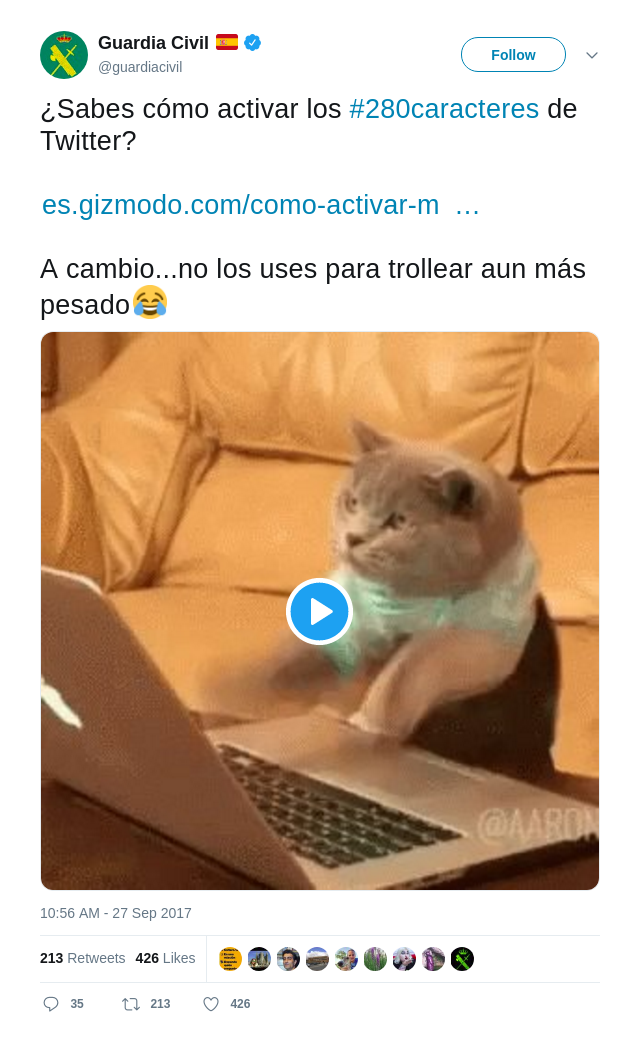 Guardia Civil
@guardiacivil
Follow
¿Sabes cómo activar los #280caracteres de
Twitter?
es.gizmodo.com/como-activar-m …
A cambio...no los uses para trollear aun más
pesado😂
@AARON
10:56 AM - 27 Sep 2017
213 Retweets 426 Likes
35 213 426